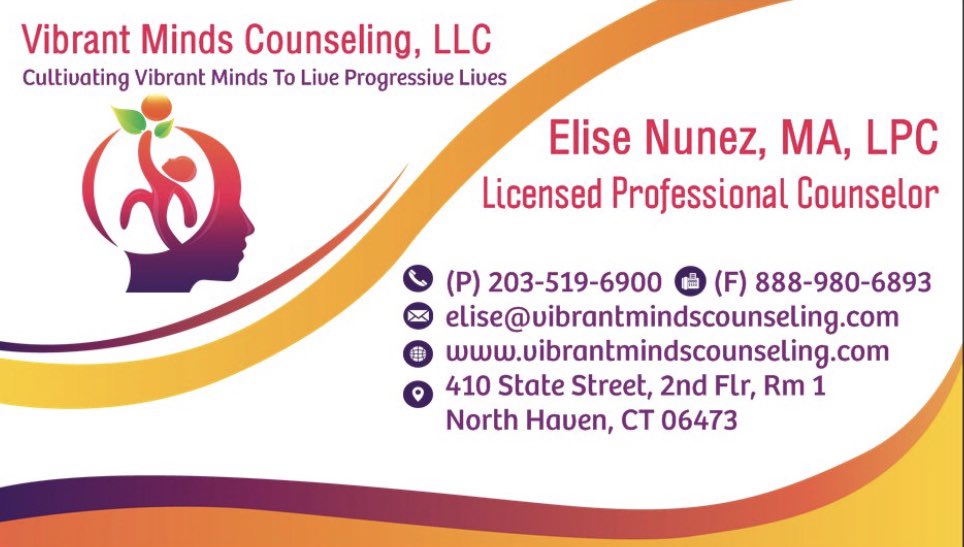 Vibrant Minds Counseling, LLC
Cultivating Vibrant Minds To Live Progressive Lives
Elise Nunez, MA, LPC
Licensed Professional Counselor
(P) 203-519-6900 (F) 888-980-6893
elise@vibrantmindscounseling.com
www.vibrantmindscounseling.com
410 State Street, 2nd Flr, Rm 1
North Haven, CT 06473